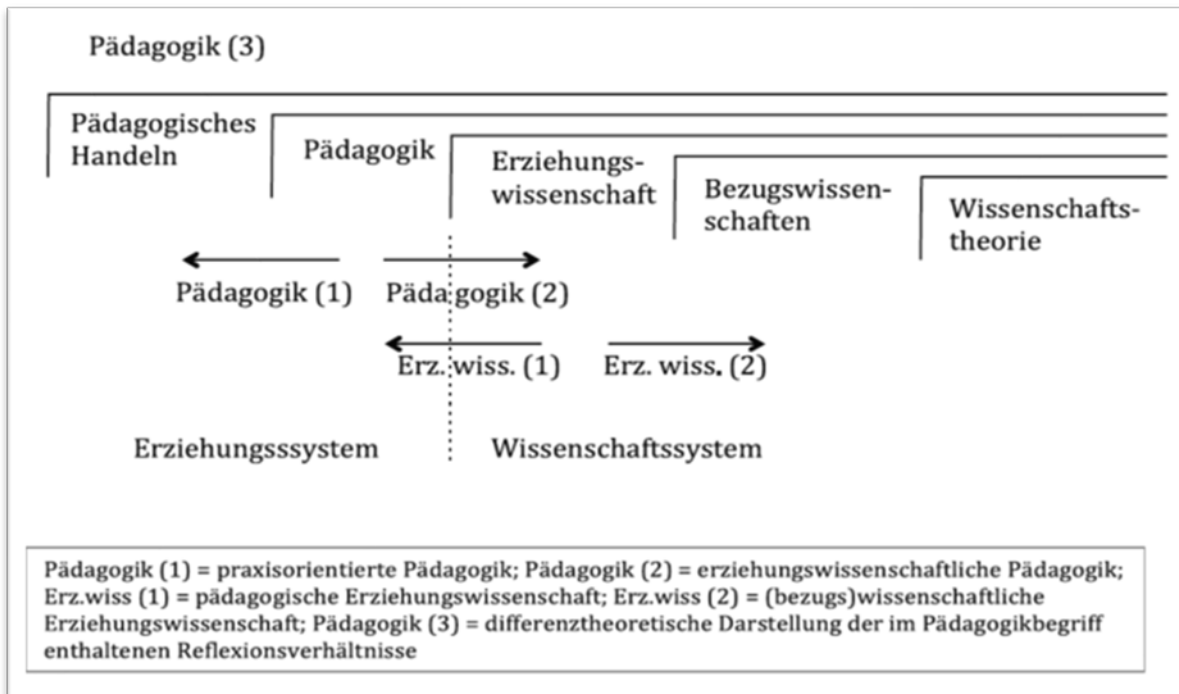 Pädagogik (3)
Pädagogisches
Handeln
Pädagogik
Erziehungs-
wissenschaft
Bezugswissen-
schaften
Wissenschafts-
theorie
Pädagogik (1)
Pädagogik (2)
Erz. wiss. (1)
Erz. wiss. (2)
Erziehungsssystem
Wissenschaftssystem
Pädagogik (1) = praxisorientierte Pädagogik; Pädagogik (2) = erziehungswissenschaftliche Pädagogik;
Erz.wiss (1) = pädagogische Erziehungswissenschaft; Erz.wiss (2) = (bezugs)wissenschaftliche
Erziehungswissenschaft; Pädagogik (3) = differenztheoretische Darstellung der im Pädagogikbegriff
enthaltenen Reflexionsverhältnisse